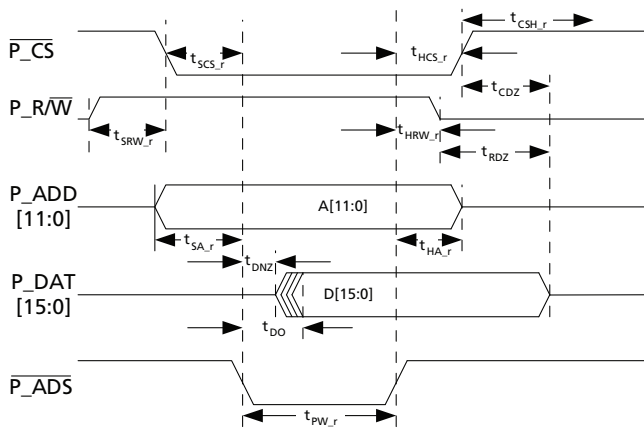 t_CSH_r
P_CS
t_SCS_r
t_HCS_r
t_CDZ
P_R/W
t_SRW_r
t_HRW_r
t_RDZ
P_ADD
[11:0]
A[11:0]
t_SA_r
t_HA_r
t_DNZ
P_DAT
[15:0]
D[15:0]
t_DO
P_ADS
t_PW_r